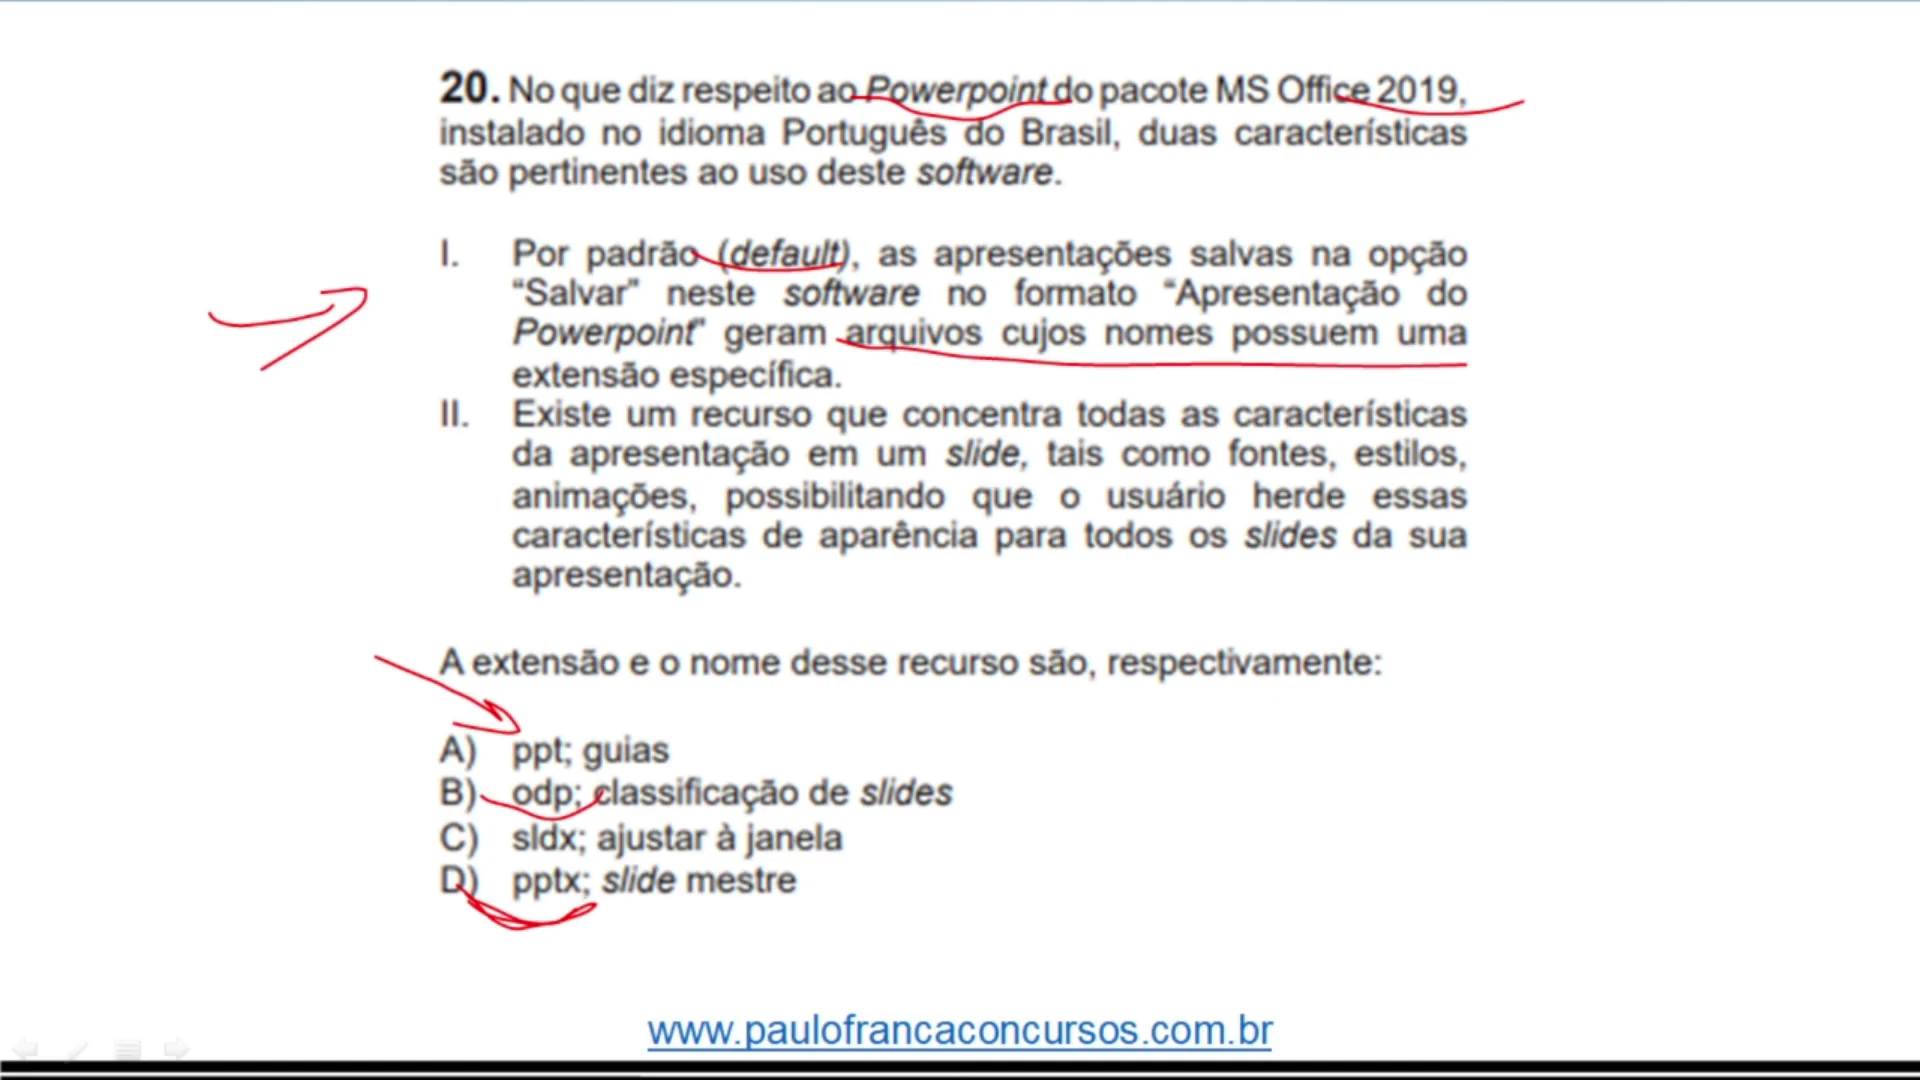 20. No que diz respeito ao Powerpoint do pacote MS Office 2019,
instalado no idioma Português do Brasil, duas características
são pertinentes ao uso deste software.
I. Por padrão (default), as apresentações salvas na opção
“Salvar” neste software no formato “Apresentação do
Powerpoint” geram arquivos cujos nomes possuem uma
extensão específica.
II. Existe um recurso que concentra todas as características
da apresentação em um slide, tais como fontes, estilos,
animações, possibilitando que o usuário herde essas
características de aparência para todos os slides da sua
apresentação.
A extensão e o nome desse recurso são, respectivamente:
A) ppt; guias
B) odp; classificação de slides
C) sldx; ajustar à janela
D) pptx; slide mestre
www.paulofrancaconcursos.com.br